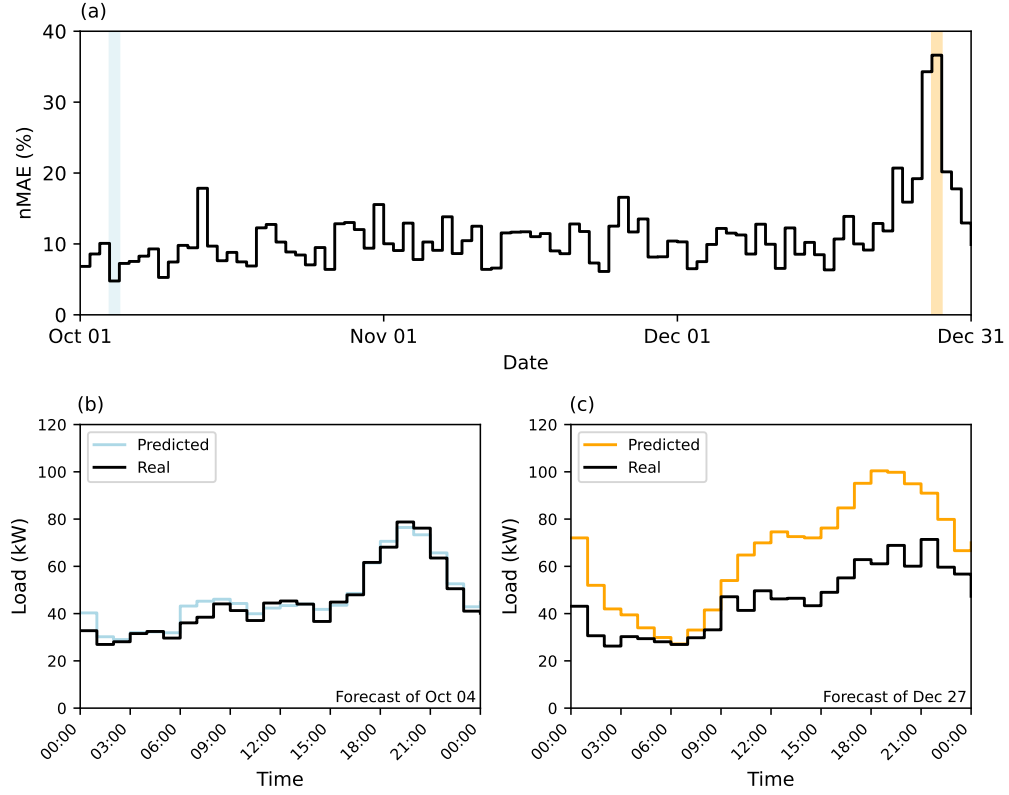 (a)
40
30
20
10
0
nMAE (%)
Oct 01 Nov 01 Dec 01 Dec 31
Date
(b)
120
100
80
60
40
20
0
Load (kW)
Predicted
Real
Forecast of Oct 04
00:00 03:00 06:00 09:00 12:00 15:00 18:00 21:00 00:00
Time
(c)
120
100
80
60
40
20
0
Load (kW)
Predicted
Real
Forecast of Dec 27
00:00 03:00 06:00 09:00 12:00 15:00 18:00 21:00 00:00
Time